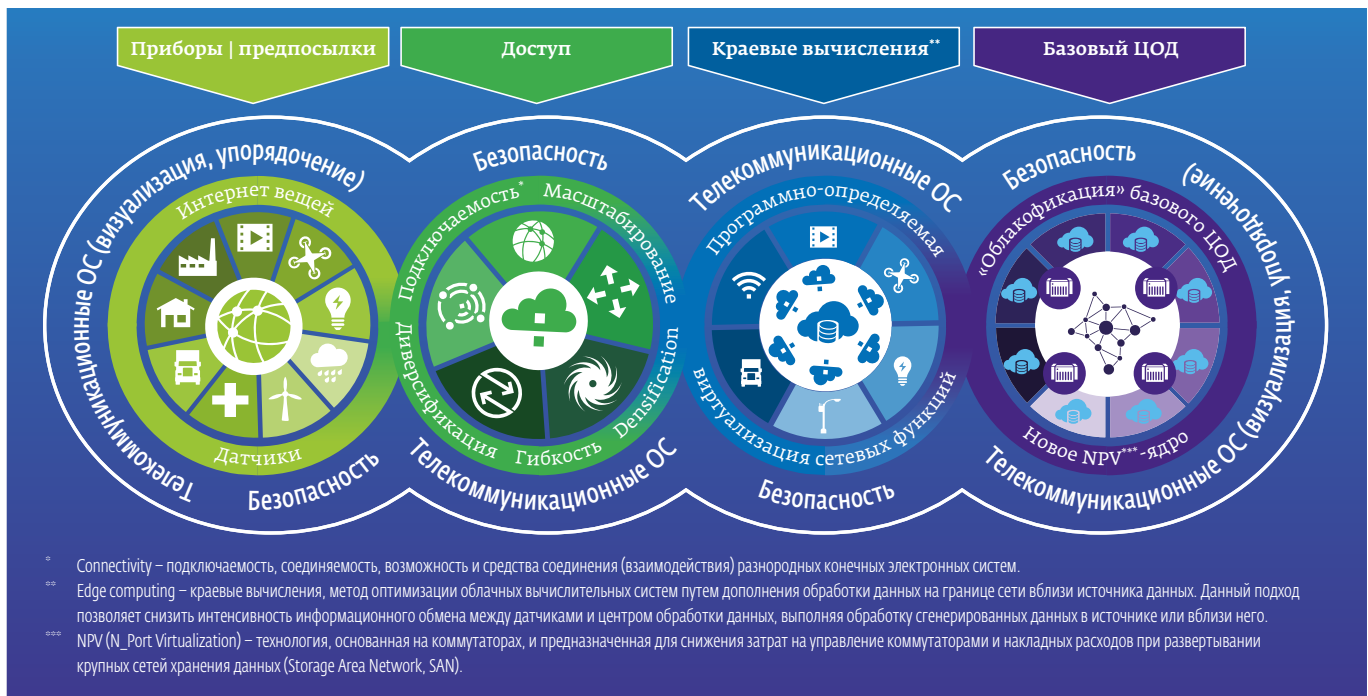 Приборы | предпосылки
Доступ
Краевые вычисления**
Базовый ЦОД
Телекоммуникационные ОС (визуализация, упорядочение)
Интернет вещей
Датчики
Безопасность
Безопасность
Подключаемость* Масштабирование
Диверсификация Гибкость Densification
Телекоммуникационные ОС
Телекоммуникационные ОС
Программно-определяемая
виртуализация сетевых функций
Безопасность
Безопасность
«Облакофикация» базового ЦОД
Новое NPV***-ядро
Телекоммуникационные ОС (визуализация, упорядочение)
* Connectivity – подключаемость, соединяемость, возможность и средства соединения (взаимодействия) разнородных конечных электронных систем.
** Edge computing – краевые вычисления, метод оптимизации облачных вычислительных систем путем дополнения обработки данных на границе сети вблизи источника данных. Данный подход
позволяет снизить интенсивность информационного обмена между датчиками и центром обработки данных, выполняя обработку сгенерированных данных в источнике или вблизи него.
*** NPV (N_Port Virtualization) – технология, основанная на коммутаторах, и предназначенная для снижения затрат на управление коммутаторами и накладных расходов при развертывании
крупных сетей хранения данных (Storage Area Network, SAN).